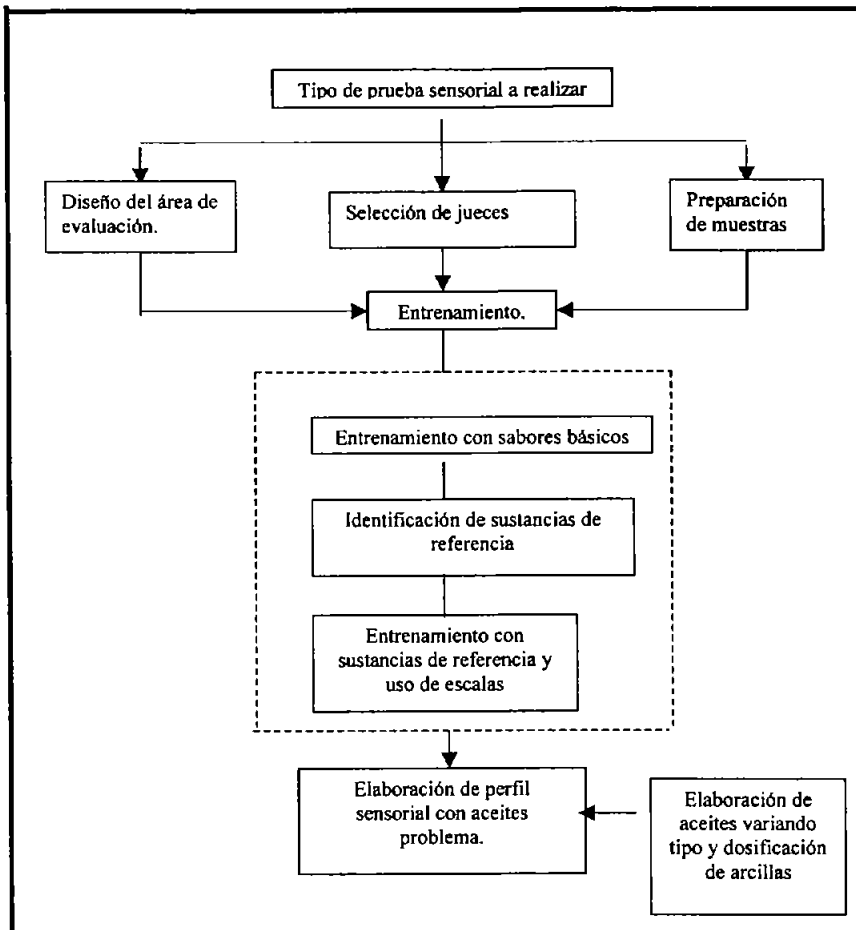 Tipo de prueba sensorial a realizar
Diseño del área de
evaluación.
Selección de jueces
Preparación
de muestras
Entrenamiento.
Entrenamiento con sabores básicos
Identificación de sustancias de
referencia
Entrenamiento con
sustancias de referencia y
uso de escalas
Elaboración de perfil
sensorial con aceites
problema.
Elaboración de
aceites variando
tipo y dosificación
de arcillas